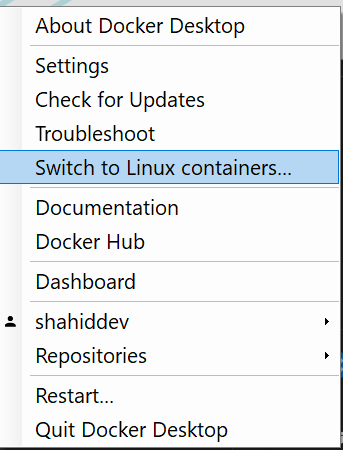 About Docker Desktop
Settings
Check for Updates
Troubleshoot
Switch to Linux containers...
Documentation
Docker Hub
Dashboard
shahiddev
Repositories
Restart...
Quit Docker Desktop